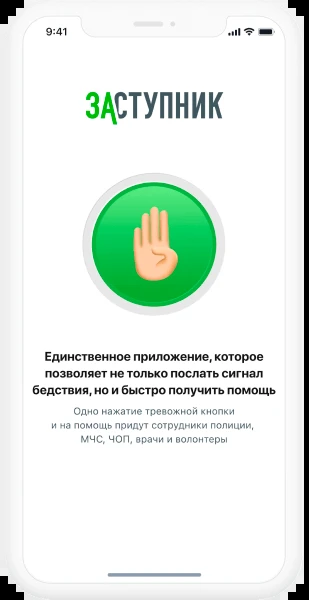 9:41
ЗАСТУПНИК
Единственное приложение, которое
позволяет не только послать сигнал
бедствия, но и быстро получить помощь
Одно нажатие тревожной кнопки
и на помощь придут сотрудники полиции,
МЧС, ЧОП, врачи и волонтеры